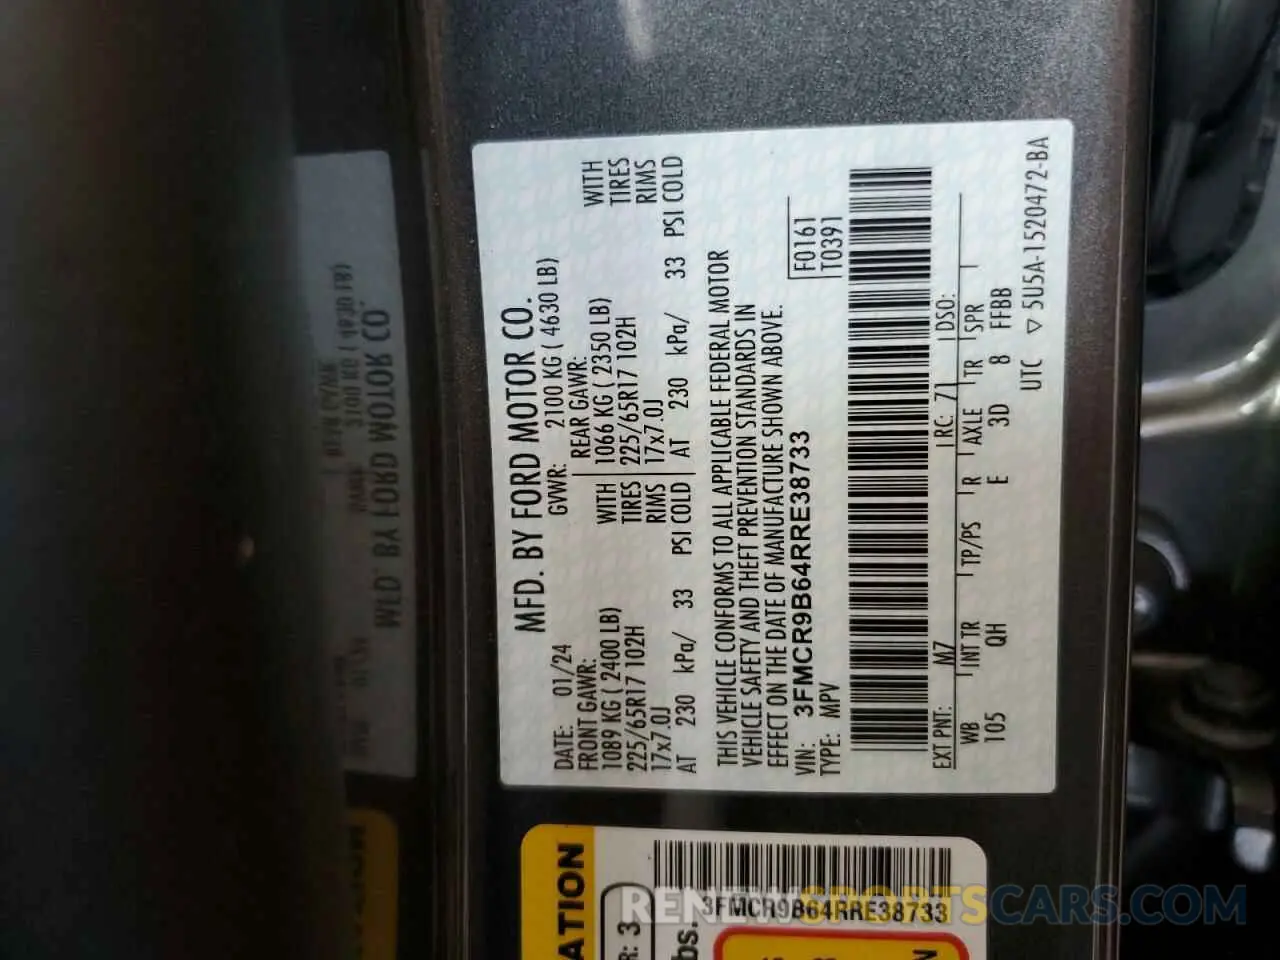 MFD. BY FORD MOTOR CO.
DATE: 01/24 GVWR: 2100 KG ( 4630 LB)
FRONT GAWR: REAR GAWR:
1089 KG ( 2400 LB) WITH 1066 KG ( 2350 LB) WITH
225/65R17 102H TIRES 225/65R17 102H TIRES
17x7.0J RIMS 17x7.0J RIMS
AT 230 kPa/ 33 PSI COLD AT 230 kPa/ 33 PSI COLD
THIS VEHICLE CONFORMS TO ALL APPLICABLE FEDERAL MOTOR
VEHICLE SAFETY AND THEFT PREVENTION STANDARDS IN
EFFECT ON THE DATE OF MANUFACTURE SHOWN ABOVE.
VIN: 3FMCR9B64RRE38733 F0161
TYPE: MPV T0391
EXT PNT: M7 RC: 71 DSO:
WB INT TR TP/PS R AXLE TR SPR
105 QH E 3D 8 FFBB
UTC ▽ 5U5A-1520472-BA
ATION
R: 3
bs.
3FMCR9B64RRE38733
N
RENEWSPORTSCARS.COM
MFD. BY FORD MOTOR CO.